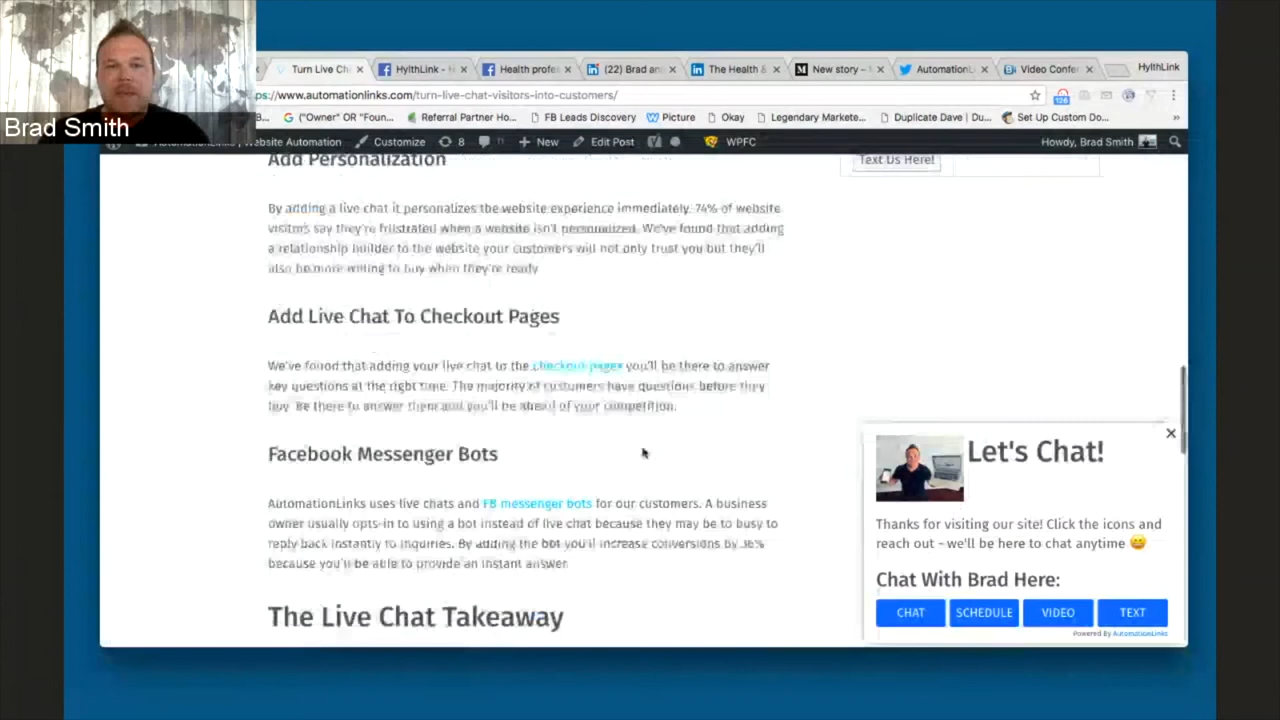 Brad Smith
Turn Live Ch
HylthLink - H
Health profe
(22) Brad an
The Health &
New story -
AutomationL
Video Confe
HylthLink
ps://www.automationlinks.com/turn-live-chat-visitors-into-customers/
126
("Owner" OR "Foun...
Referral Partner Ho...
FB Leads Discovery
Picture
Okay
Legendary Markete...
Duplicate Dave | Du...
Set Up Custom Do...
AutomationLinks | Website Automation
Customize
8
New
Edit Post
WPFC
Howdy, Brad Smith
Add Personalization
Text Us Here!
By adding a live chat it personalizes the website experience immediately. 74% of website
visitors say they're frustrated when a website isn't personalized. We've found that adding
a relationship builder to the website your customers will not only trust you but they'll
also be more willing to buy when they're ready
Add Live Chat To Checkout Pages
We've found that adding your live chat to the checkout pages you'll be there to answer
key questions at the right time. The majority of customers have questions before they
buy. Be there to answer them and you'll be ahead of your competition.
Facebook Messenger Bots
AutomationLinks uses live chats and FB messenger bots for our customers. A business
owner usually opts-in to using a bot instead of live chat because they may be to busy to
reply back instantly to inquiries. By adding the bot you'll increase conversions by 36%
because you'll be able to provide an instant answer
The Live Chat Takeaway
Let's Chat!
Thanks for visiting our site! Click the icons and
reach out - we'll be here to chat anytime
Chat With Brad Here:
CHAT
SCHEDULE
VIDEO
TEXT
Powered By AutomationLinks